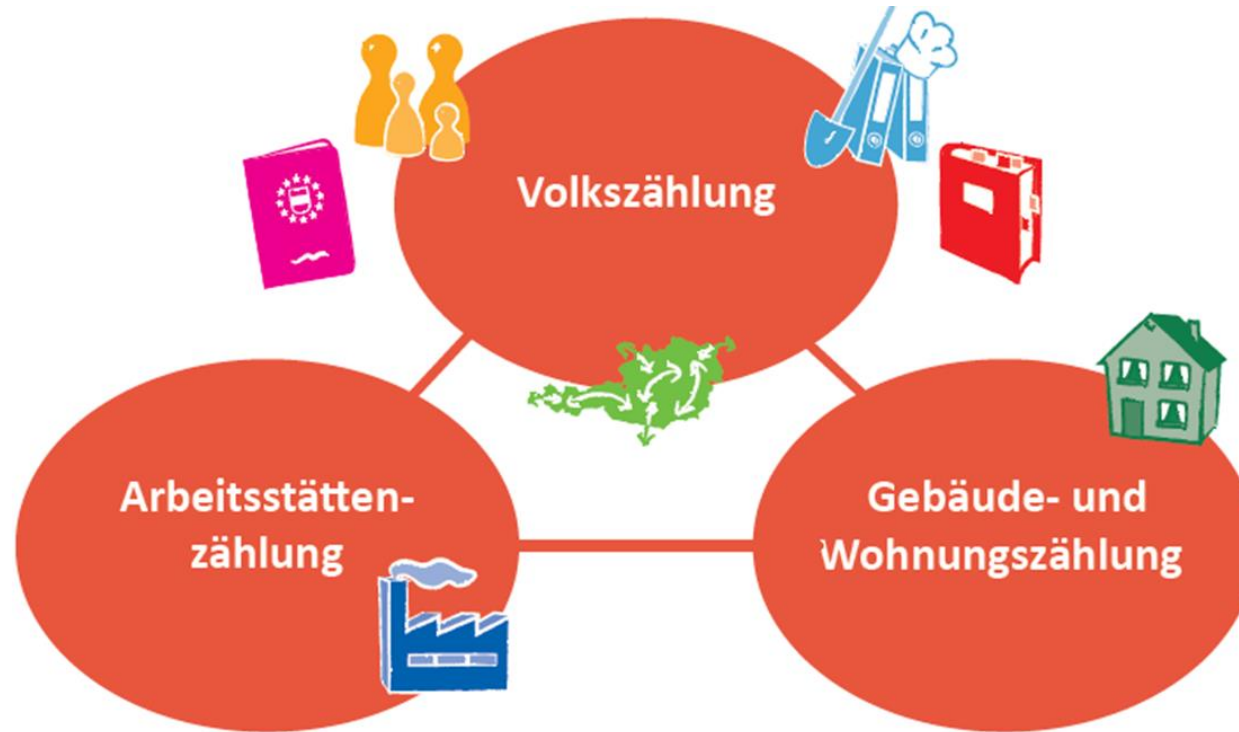 Volkszählung
Arbeitsstätten-
zählung
Gebäude- und
Wohnungszählung